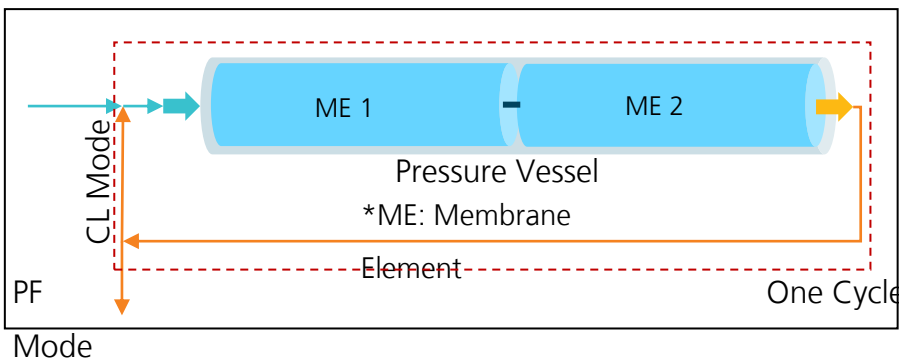 ME 1
ME 2
CL Mode
Pressure Vessel
*ME: Membrane
Element
PF
One Cycle
Mode